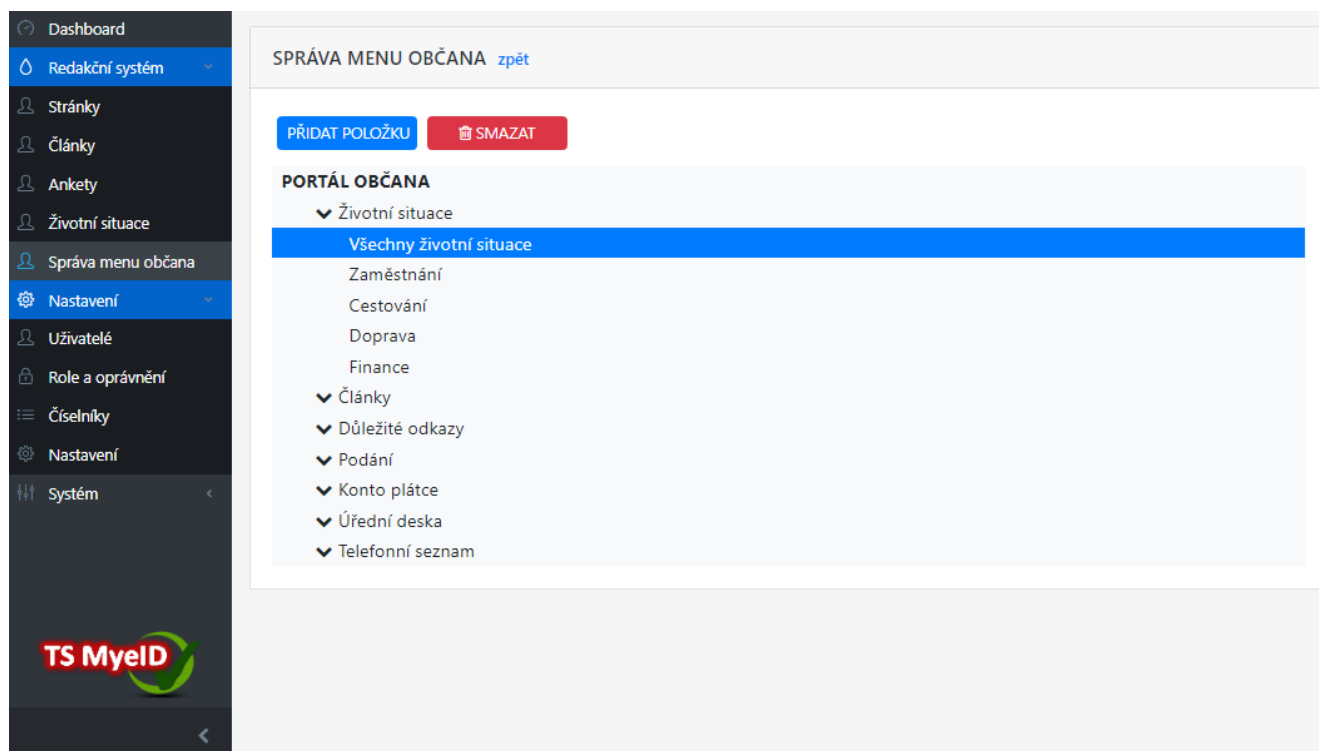 Dashboard
Redakční systém
Stránky
Články
Ankety
Životní situace
Správa menu občana
Nastavení
Uživatelé
Role a oprávnění
Číselníky
Nastavení
Systém
TS MyeID
SPRÁVA MENU OBČANA zpět
PŘIDAT POLOŽKU SMAZAT
PORTÁL OBČANA
Životní situace
Všechny životní situace
Zaměstnání
Cestování
Doprava
Finance
Články
Důležité odkazy
Podání
Konto plátce
Úřední deska
Telefonní seznam